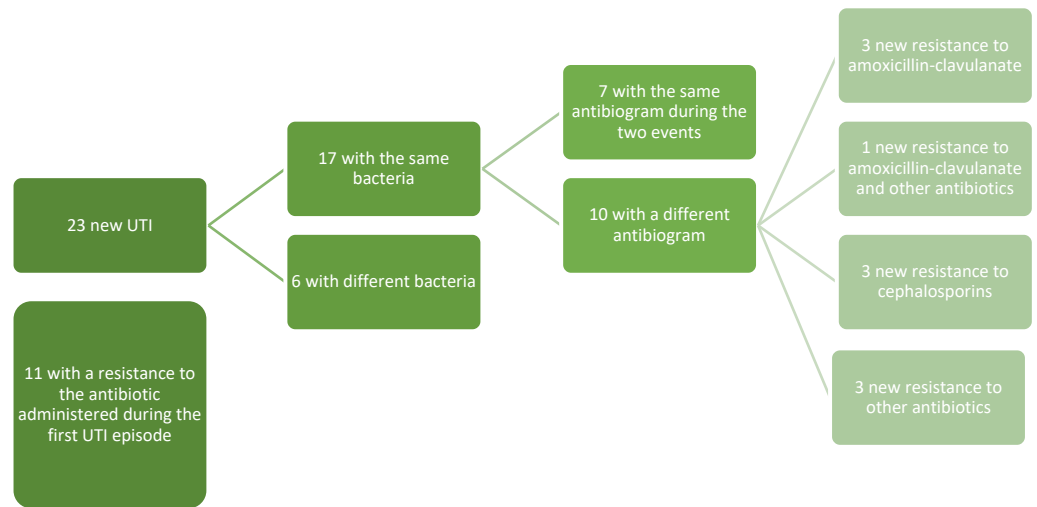 23 new UTI
11 with a resistance to
the antibiotic
administered during the
first UTI episode
17 with the same
bacteria
6 with different bacteria
7 with the same
antibiogram during the
two events
10 with a different
antibiogram
3 new resistance to
amoxicillin-clavulanate
1 new resistance to
amoxicillin-clavulanate
and other antibiotics
3 new resistance to
cephalosporins
3 new resistance to
other antibiotics